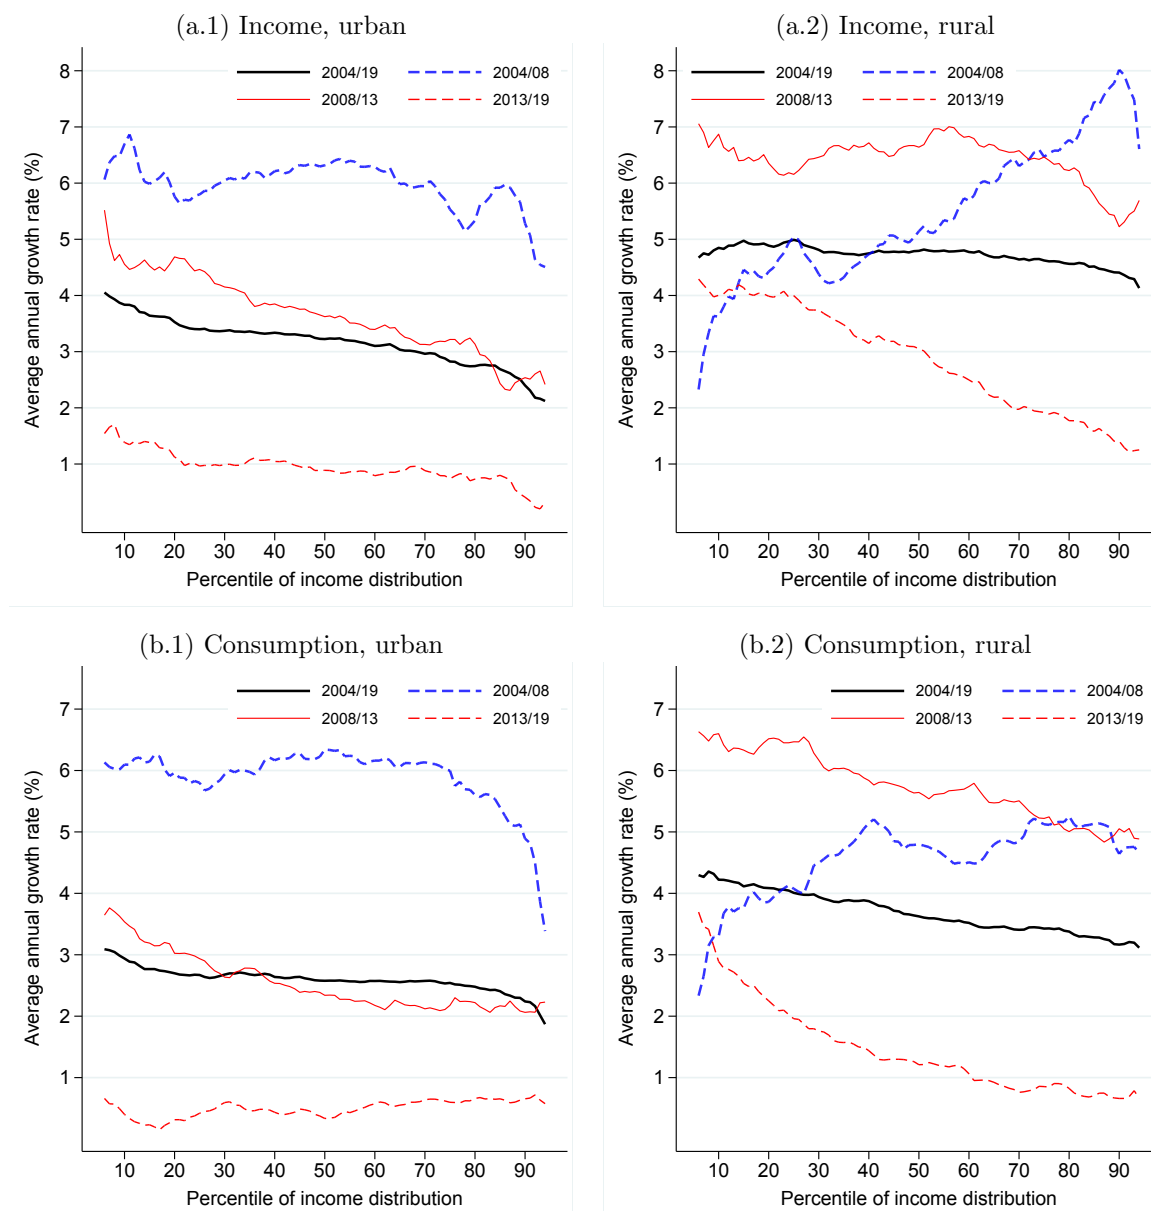 (a.1) Income, urban
2004/19 2004/08
2008/13 2013/19
8
7
6
5
4
3
2
1
Average annual growth rate (%)
10 20 30 40 50 60 70 80 90
Percentile of income distribution
(a.2) Income, rural
2004/19 2004/08
2008/13 2013/19
8
7
6
5
4
3
2
1
Average annual growth rate (%)
10 20 30 40 50 60 70 80 90
Percentile of income distribution
(b.1) Consumption, urban
2004/19 2004/08
2008/13 2013/19
7
6
5
4
3
2
1
Average annual growth rate (%)
10 20 30 40 50 60 70 80 90
Percentile of income distribution
(b.2) Consumption, rural
2004/19 2004/08
2008/13 2013/19
7
6
5
4
3
2
1
Average annual growth rate (%)
10 20 30 40 50 60 70 80 90
Percentile of income distribution